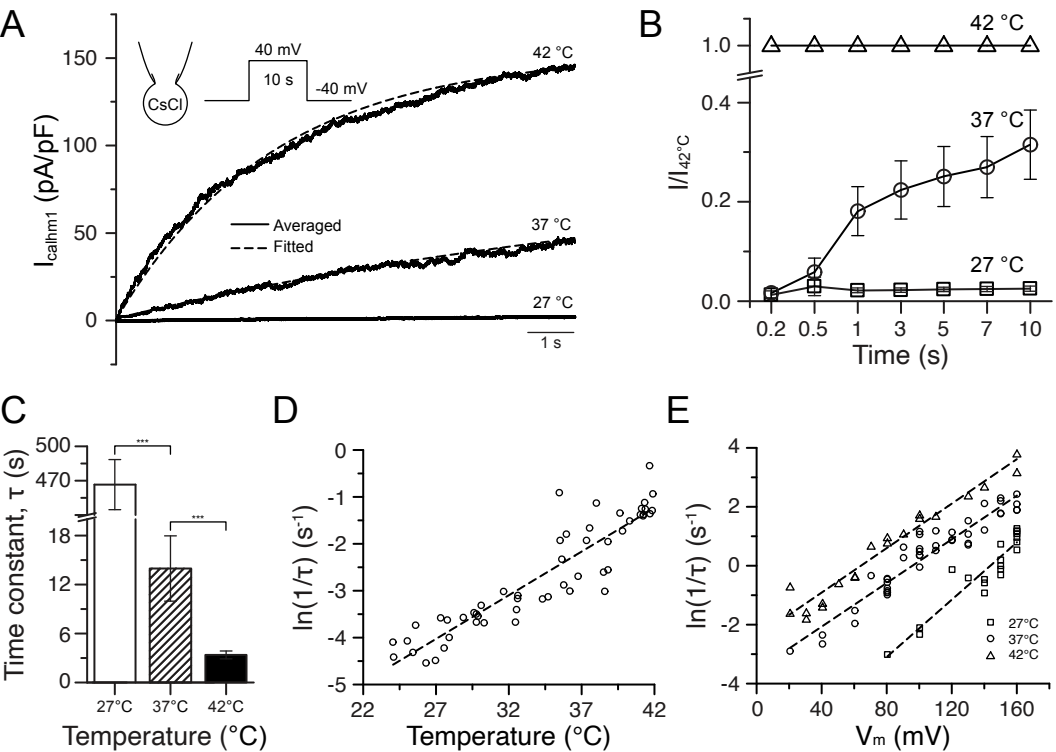 A
I_calhm1 (pA/pF)
150
100
50
0
CsCl
40 mV
10 s
-40 mV
42 °C
Averaged
Fitted
37 °C
27 °C
1 s
B
I/I_42°C
1.0
0.4
0.2
0.0
42 °C
37 °C
27 °C
0.2 0.5 1 3 5 7 10
Time (s)
C
Time constant, τ (s)
500
470
18
12
6
0
***
***
27°C 37°C 42°C
Temperature (°C)
D
ln(1/τ) (s⁻¹)
0
-1
-2
-3
-4
-5
22 27 32 37 42
Temperature (°C)
E
ln(1/τ) (s⁻¹)
4
2
0
-2
-4
27°C
37°C
42°C
0 40 80 120 160
Vₘ (mV)